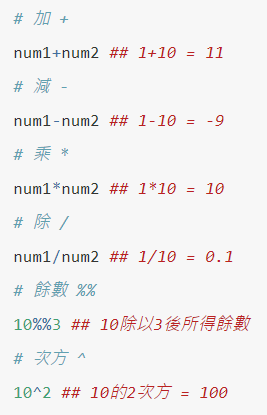 # 加 +
num1+num2 ## 1+10 = 11
# 減 -
num1-num2 ## 1-10 = -9
# 乘 *
num1*num2 ## 1*10 = 10
# 除 /
num1/num2 ## 1/10 = 0.1
# 餘數 %%
10%%3 ## 10除以3後所得餘數
# 次方 ^
10^2 ## 10的2次方 = 100